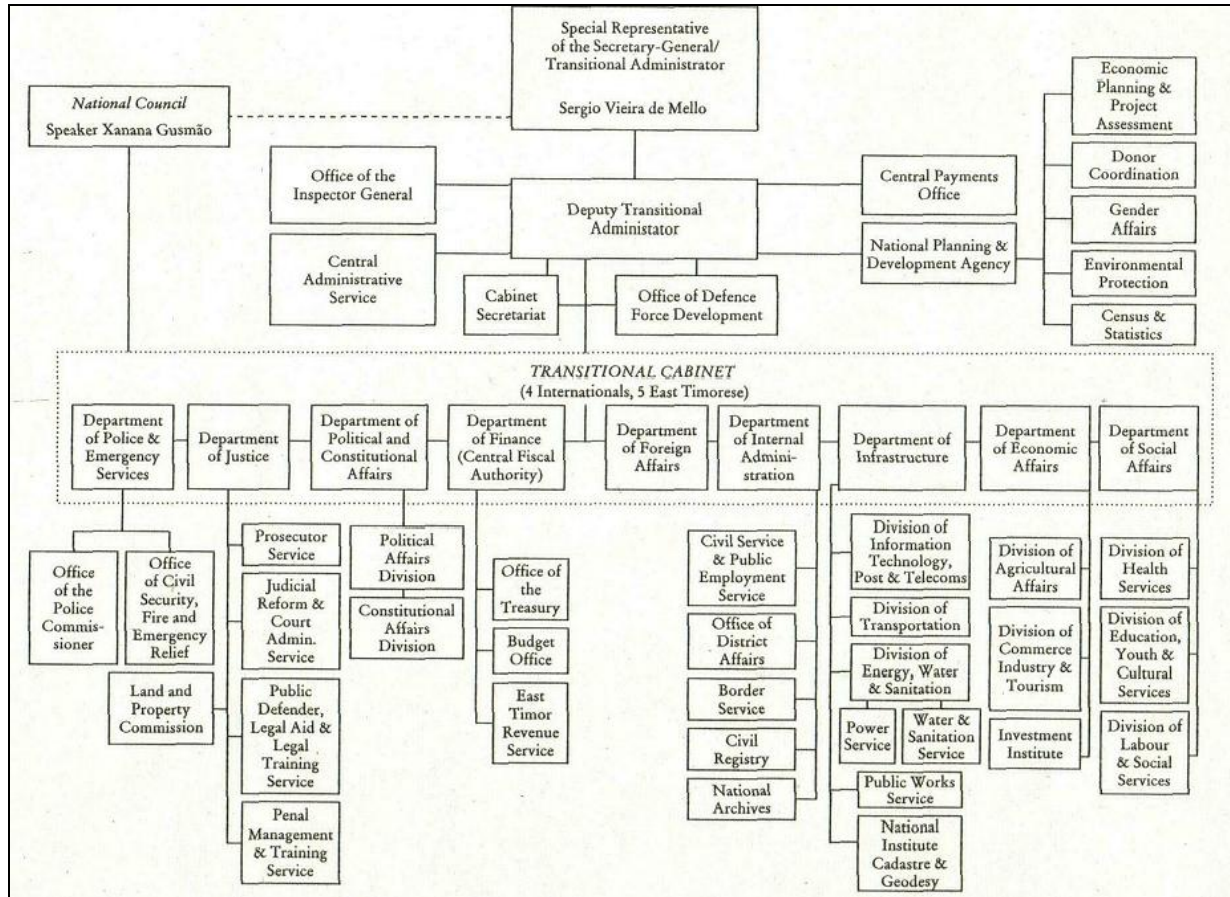 Special Representative
of the Secretary-General/
Transitional Administrator
Sergio Vieira de Mello
National Council
Speaker Xanana Gusmão
Economic
Planning &
Project
Assessment
Donor
Coordination
Gender
Affairs
Environmental
Protection
Census &
Statistics
Office of the
Inspector General
Central Payments
Office
Deputy Transitional
Administator
Central
Administrative
Service
National Planning &
Development Agency
Cabinet
Secretariat
Office of Defence
Force Development
TRANSITIONAL CABINET
(4 Internationals, 5 East Timorese)
Department
of Police &
Emergency
Services
Department
of Justice
Department of
Political and
Constitutional
Affairs
Department
of Finance
(Central Fiscal
Authority)
Department
of Foreign
Affairs
Department
of Internal
Admini-
stration
Department of
Infrastructure
Department
of Economic
Affairs
Department
of Social
Affairs
Office
of the
Police
Commis-
sioner
Office
of Civil
Security,
Fire and
Emergency
Relief
Land and
Property
Commission
Prosecutor
Service
Judicial
Reform &
Court
Admin.
Service
Public
Defender,
Legal Aid &
Legal
Training
Service
Penal
Management
& Training
Service
Political
Affairs
Division
Constitutional
Affairs
Division
Office of
the
Treasury
Budget
Office
East
Timor
Revenue
Service
Civil Service
& Public
Employment
Service
Office of
District
Affairs
Border
Service
Civil
Registry
National
Archives
Division of
Information
Technology,
Post & Telecoms
Division of
Transportation
Division of
Energy, Water
& Sanitation
Power
Service
Water &
Sanitation
Service
Public Works
Service
National
Institute
Cadastre &
Geodesy
Division of
Agricultural
Affairs
Division of
Commerce
Industry &
Tourism
Investment
Institute
Division of
Health
Services
Division of
Education,
Youth &
Cultural
Services
Division of
Labour
& Social
Services